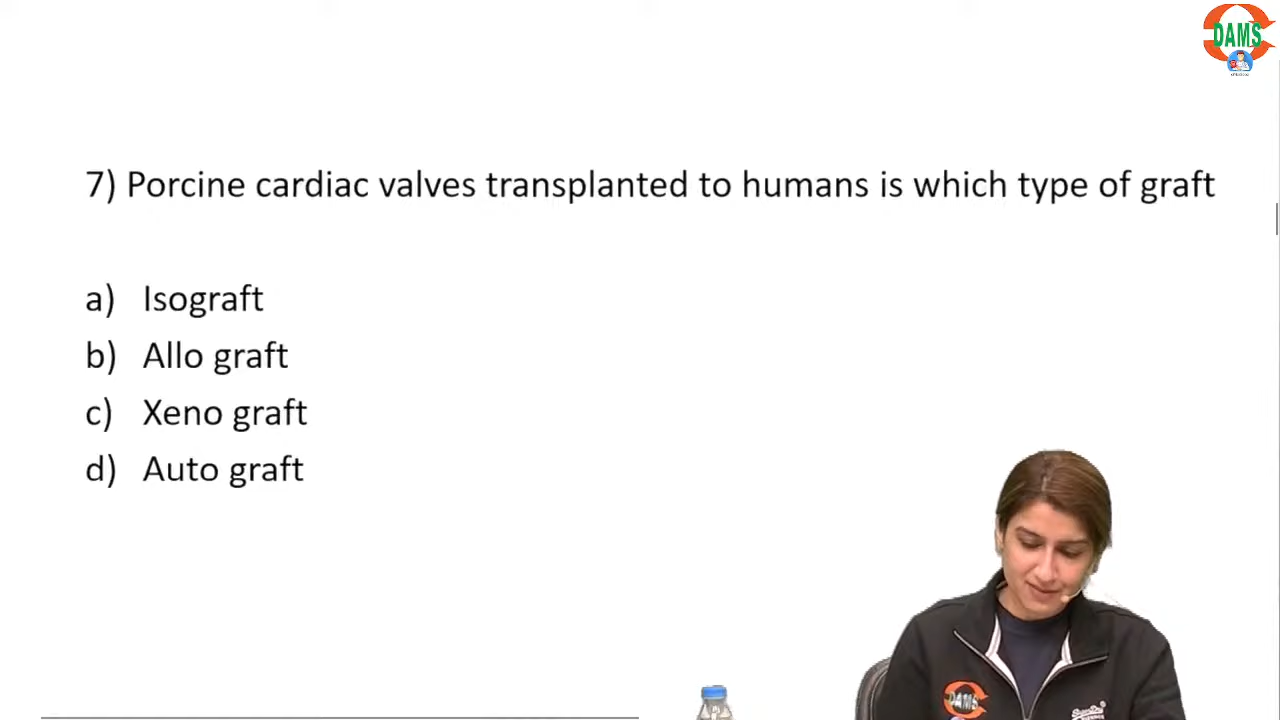 DAMS
7) Porcine cardiac valves transplanted to humans is which type of graft
a) Isograft
b) Allo graft
c) Xeno graft
d) Auto graft
DAMS